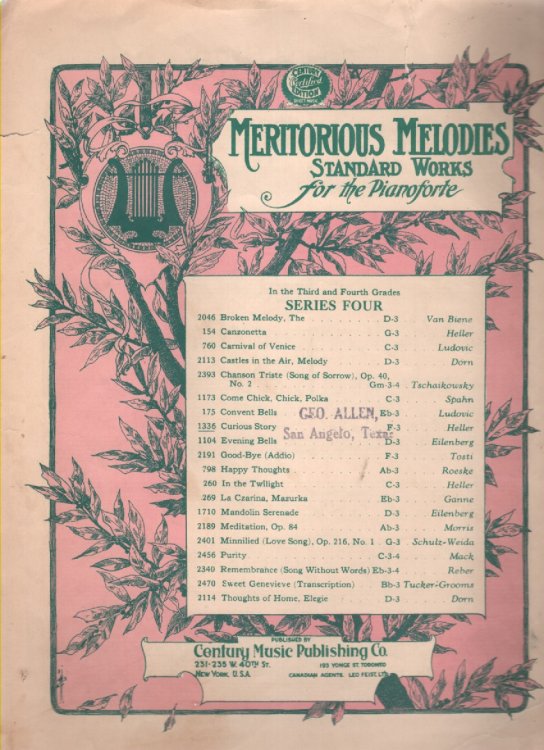 CENTURY
Certified
EDITION
SHEET MUSIC
MERITORIOUS MELODIES
STANDARD WORKS
for the Pianoforte
In the Third and Fourth Grades
SERIES FOUR
2046 Broken Melody, The . . . . . . . . D-3 Van Biene
154 Canzonetta . . . . . . . . G-3 Heller
760 Carnival of Venice . . . . . . . . C-3 Ludovic
2113 Castles in the Air, Melody . . . . . D-3 Dorn
2393 Chanson Triste (Song of Sorrow), Op. 40,
No. 2 . . . . . . . . Gm-3-4 . Tschaikowsky
1173 Come Chick, Chick, Polka . . . . . C-3 Spahn
175 Convent Bells . . . . . Eb-3 Ludovic
GEO. ALLEN,
1336 Curious Story . . . . . F-3 Heller
San Angelo, Texas
1104 Evening Bells . . . . . D-3 Eilenberg
2191 Good-Bye (Addio) . . . . . F-3 Tosti
798 Happy Thoughts . . . . . Ab-3 Roeske
260 In the Twilight . . . . . C-3 Heller
269 La Czarina, Mazurka . . . . . Eb-3 Ganne
1710 Mandolin Serenade . . . . . D-3 Eilenberg
2189 Meditation, Op. 84 . . . . . Ab-3 Morris
2401 Minnilied (Love Song), Op. 216, No. 1 . G-3 Schulz-Weida
2456 Purity . . . . . C-3-4 Mack
2340 Remembrance (Song Without Words) Eb-3-4 Reber
2470 Sweet Genevieve (Transcription) . . Bb-3 Tucker-Grooms
2114 Thoughts of Home, Elegie . . . . . D-3 Dorn
PUBLISHED BY
Century Music Publishing Co.
231-235 W. 40TH ST. 193 YONGE ST. TORONTO
NEW YORK, U.S.A. CANADIAN AGENTS, LEO FEIST, LTD.